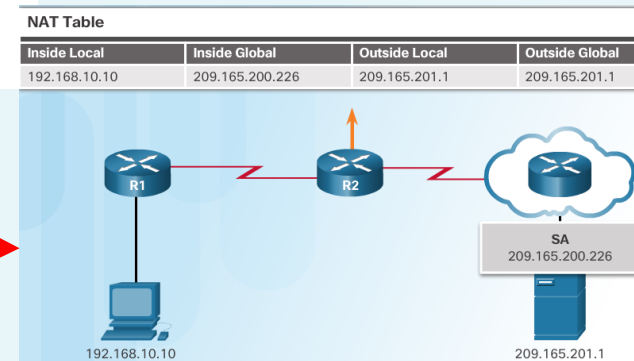 NAT Table
Inside Local Inside Global Outside Local Outside Global
192.168.10.10 209.165.200.226 209.165.201.1 209.165.201.1
R1 R2
SA
209.165.200.226
192.168.10.10 209.165.201.1